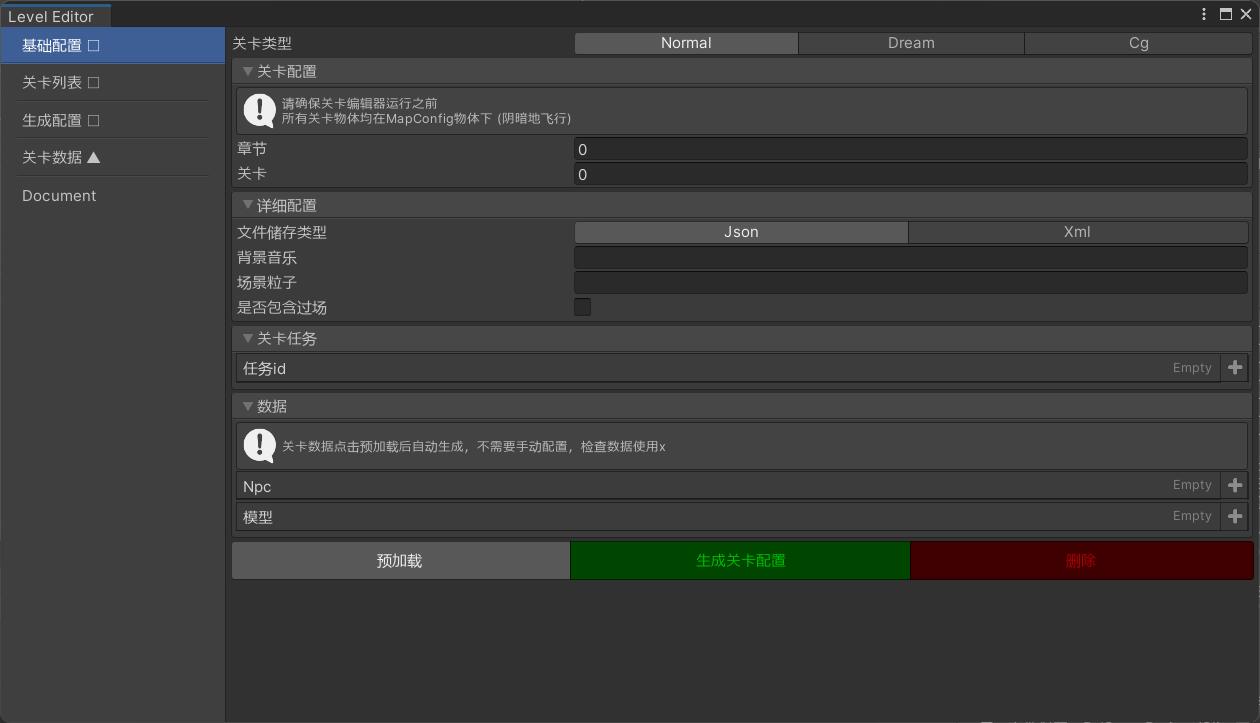 Level Editor
基础配置 □
关卡列表 □
生成配置 □
关卡数据 ▲
Document
关卡类型 Normal Dream Cg
关卡配置
请确保关卡编辑器运行之前
所有关卡物体均在MapConfig物体下 (阴暗地飞行)
章节 0
关卡 0
详细配置
文件储存类型 Json Xml
背景音乐
场景粒子
是否包含过场
关卡任务
任务id Empty
数据
关卡数据点击预加载后自动生成，不需要手动配置，检查数据使用x
Npc Empty
模型 Empty
预加载 生成关卡配置 删除